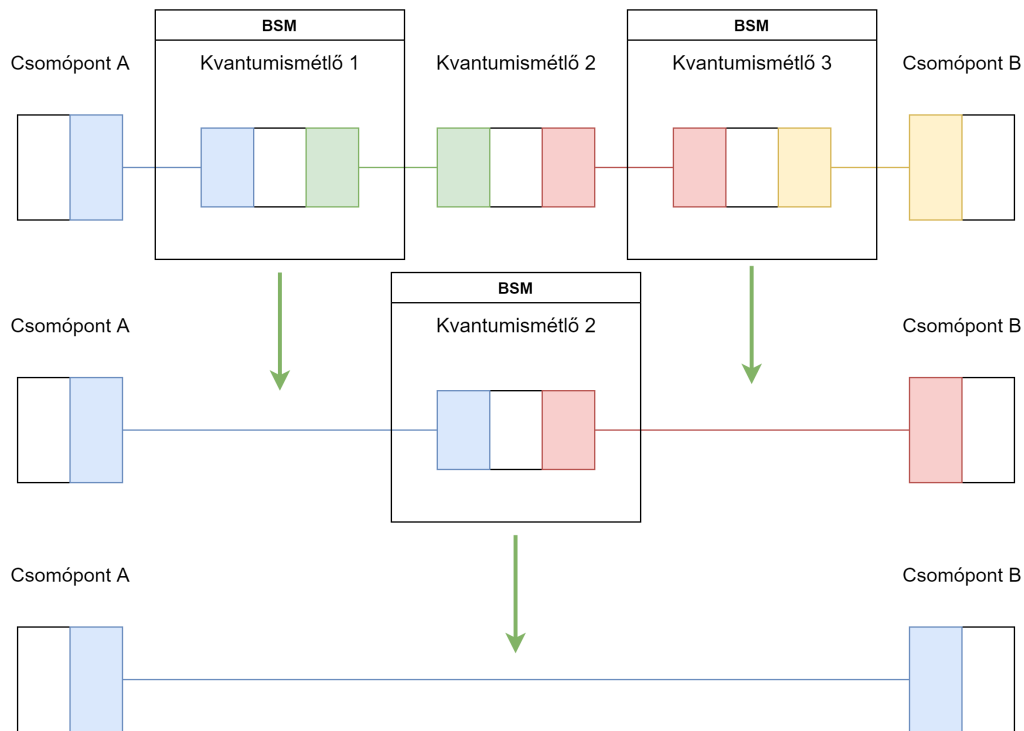 BSM
BSM
Csomópont A
Kvantumismétlő 1
Kvantumismétlő 2
Kvantumismétlő 3
Csomópont B
BSM
Csomópont A
Kvantumismétlő 2
Csomópont B
Csomópont A
Csomópont B